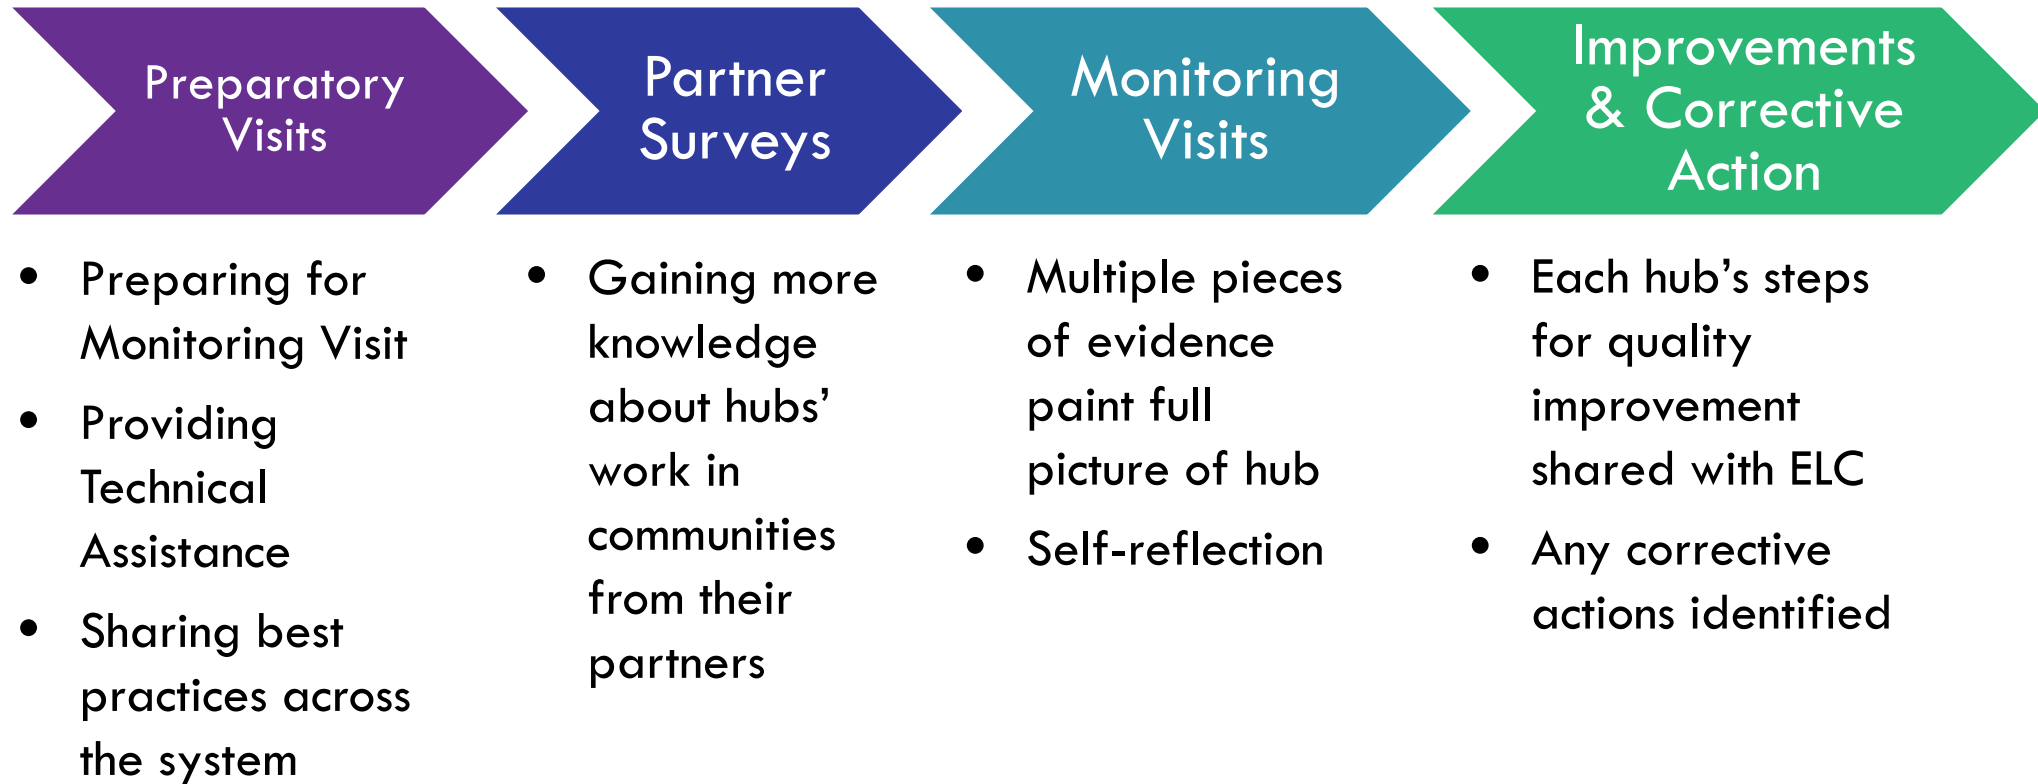 Preparatory
Visits
Partner
Surveys
Monitoring
Visits
Improvements
& Corrective
Action
• Preparing for
Monitoring Visit
• Providing
Technical
Assistance
• Sharing best
practices across
the system
• Gaining more
knowledge
about hubs’
work in
communities
from their
partners
• Multiple pieces
of evidence
paint full
picture of hub
• Self-reflection
• Each hub’s steps
for quality
improvement
shared with ELC
• Any corrective
actions identified